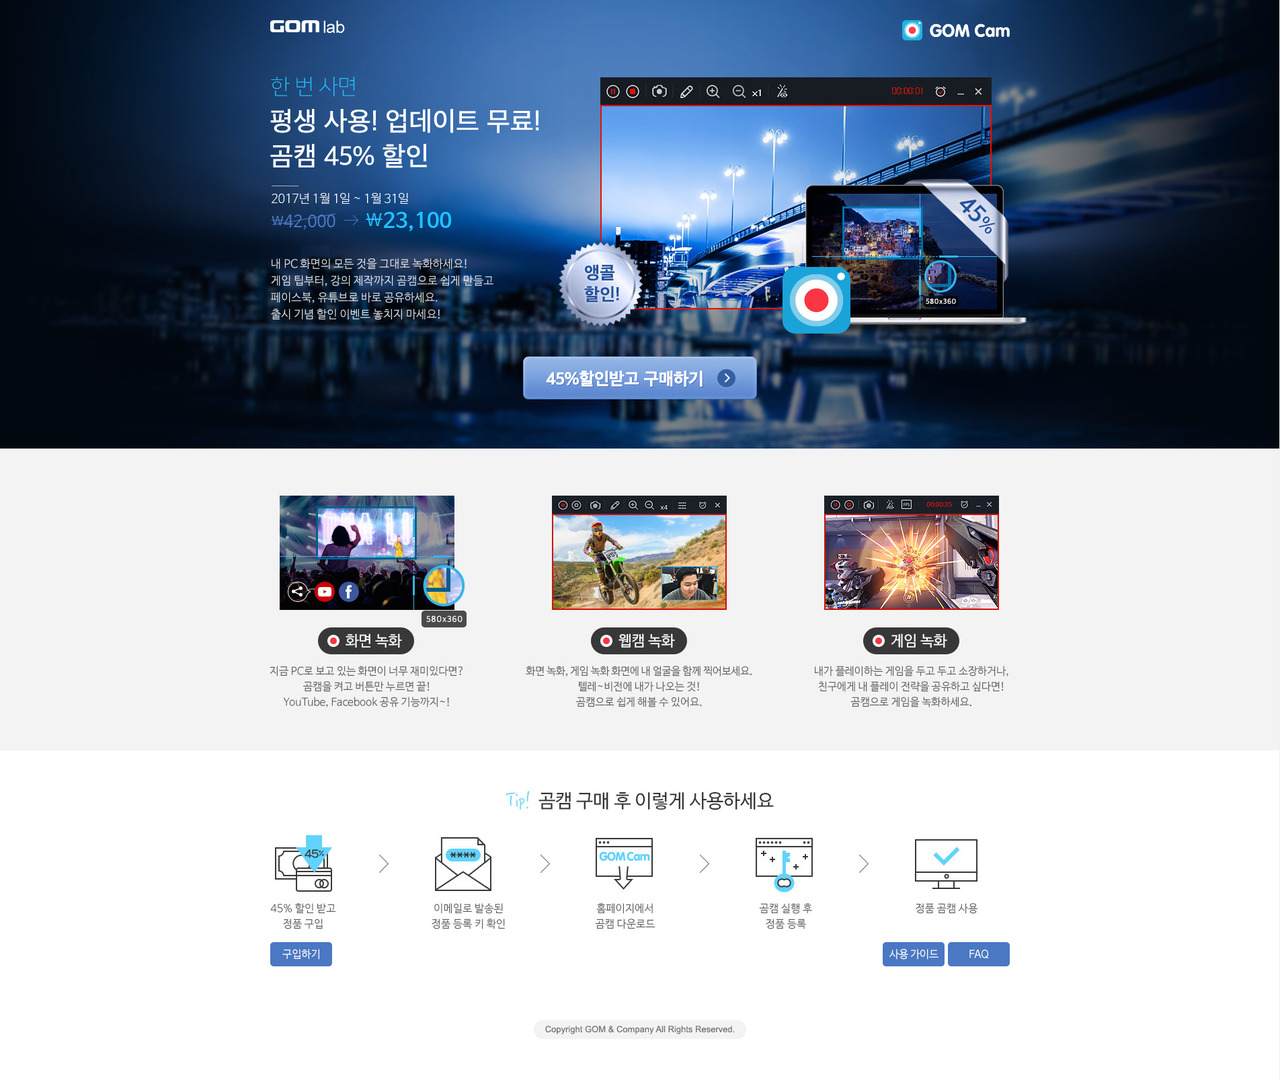 GOM lab
GOM Cam
한 번 사면
평생 사용! 업데이트 무료!
곰캠 45% 할인
2017년 1월 1일 ~ 1월 31일
₩42,000 → ₩23,100
내 PC 화면의 모든 것을 그대로 녹화하세요!
게임 팁부터, 강의 제작까지 곰캠으로 쉽게 만들고
페이스북, 유튜브로 바로 공유하세요.
출시 기념 할인 이벤트 놓치지 마세요!
x1
00:00:01
45%
앵콜
할인!
580x360
45%할인받고 구매하기
580x360
x4
00:00:35
화면 녹화
지금 PC로 보고 있는 화면이 너무 재미있다면?
곰캠을 켜고 버튼만 누르면 끝!
YouTube, Facebook 공유 기능까지~!
웹캠 녹화
화면 녹화, 게임 녹화 화면에 내 얼굴을 함께 찍어보세요.
텔레~비전에 내가 나오는 것!
곰캠으로 쉽게 해볼 수 있어요.
게임 녹화
내가 플레이하는 게임을 두고 두고 소장하거나,
친구에게 내 플레이 전략을 공유하고 싶다면!
곰캠으로 게임을 녹화하세요.
Tip! 곰캠 구매 후 이렇게 사용하세요
45%
****
GOM Cam
45% 할인 받고
정품 구입
이메일로 발송된
정품 등록 키 확인
홈페이지에서
곰캠 다운로드
곰캠 실행 후
정품 등록
정품 곰캠 사용
구입하기
사용 가이드
FAQ
Copyright GOM & Company All Rights Reserved.